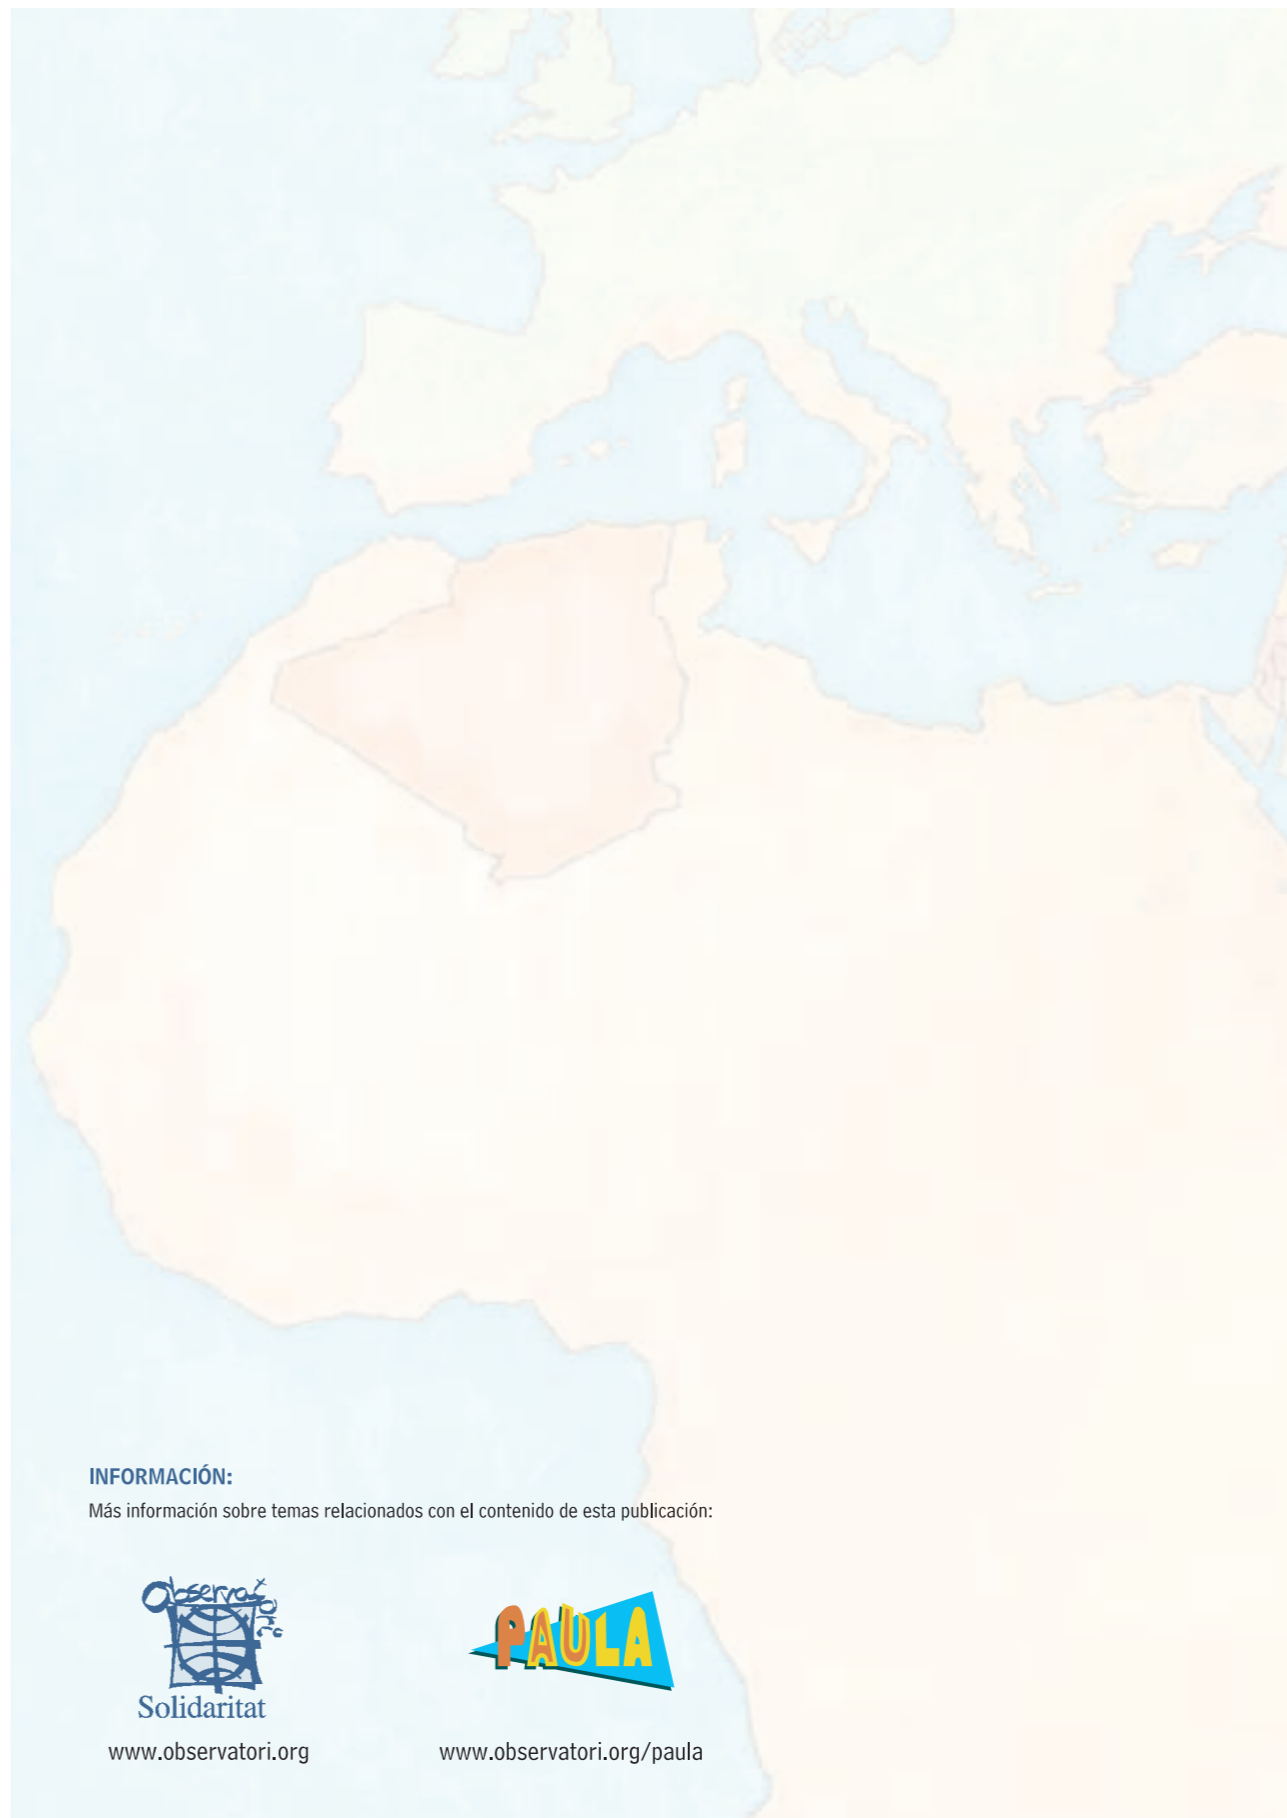 INFORMACIÓN:
Más información sobre temas relacionados con el contenido de esta publicación:
Observatori
Solidaritat
PAULA
www.observatori.org
www.observatori.org/paula